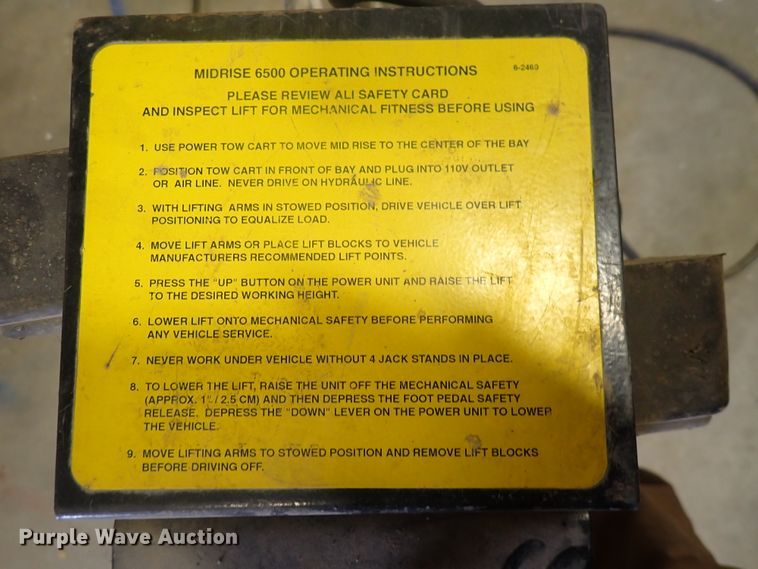 MIDRISE 6500 OPERATING INSTRUCTIONS 6-2460
PLEASE REVIEW ALI SAFETY CARD
AND INSPECT LIFT FOR MECHANICAL FITNESS BEFORE USING
1. USE POWER TOW CART TO MOVE MID RISE TO THE CENTER OF THE BAY
2. POSITION TOW CART IN FRONT OF BAY AND PLUG INTO 110V OUTLET
OR AIR LINE. NEVER DRIVE ON HYDRAULIC LINE.
3. WITH LIFTING ARMS IN STOWED POSITION, DRIVE VEHICLE OVER LIFT
POSITIONING TO EQUALIZE LOAD.
4. MOVE LIFT ARMS OR PLACE LIFT BLOCKS TO VEHICLE
MANUFACTURERS RECOMMENDED LIFT POINTS.
5. PRESS THE "UP" BUTTON ON THE POWER UNIT AND RAISE THE LIFT
TO THE DESIRED WORKING HEIGHT.
6. LOWER LIFT ONTO MECHANICAL SAFETY BEFORE PERFORMING
ANY VEHICLE SERVICE.
7. NEVER WORK UNDER VEHICLE WITHOUT 4 JACK STANDS IN PLACE.
8. TO LOWER THE LIFT, RAISE THE UNIT OFF THE MECHANICAL SAFETY
(APPROX. 1" / 2.5 CM) AND THEN DEPRESS THE FOOT PEDAL SAFETY
RELEASE. DEPRESS THE "DOWN" LEVER ON THE POWER UNIT TO LOWER
THE VEHICLE.
9. MOVE LIFTING ARMS TO STOWED POSITION AND REMOVE LIFT BLOCKS
BEFORE DRIVING OFF.
Purple Wave Auction